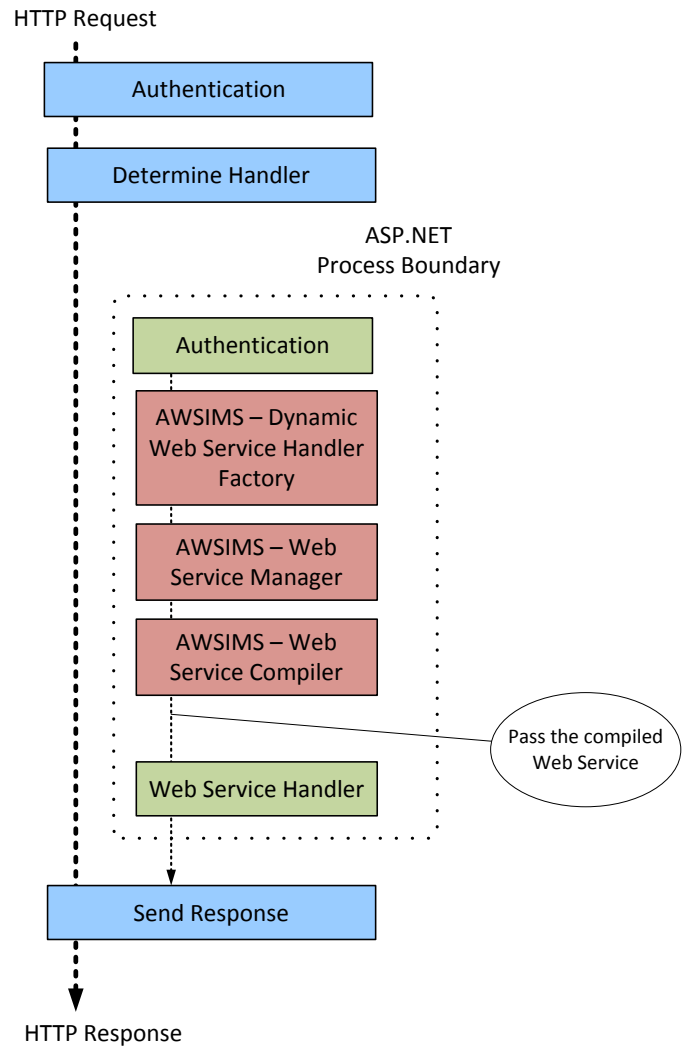 HTTP Request
Authentication
Determine Handler
ASP.NET
Process Boundary
Authentication
AWSIMS – Dynamic
Web Service Handler
Factory
AWSIMS – Web
Service Manager
AWSIMS – Web
Service Compiler
Pass the compiled
Web Service
Web Service Handler
Send Response
HTTP Response